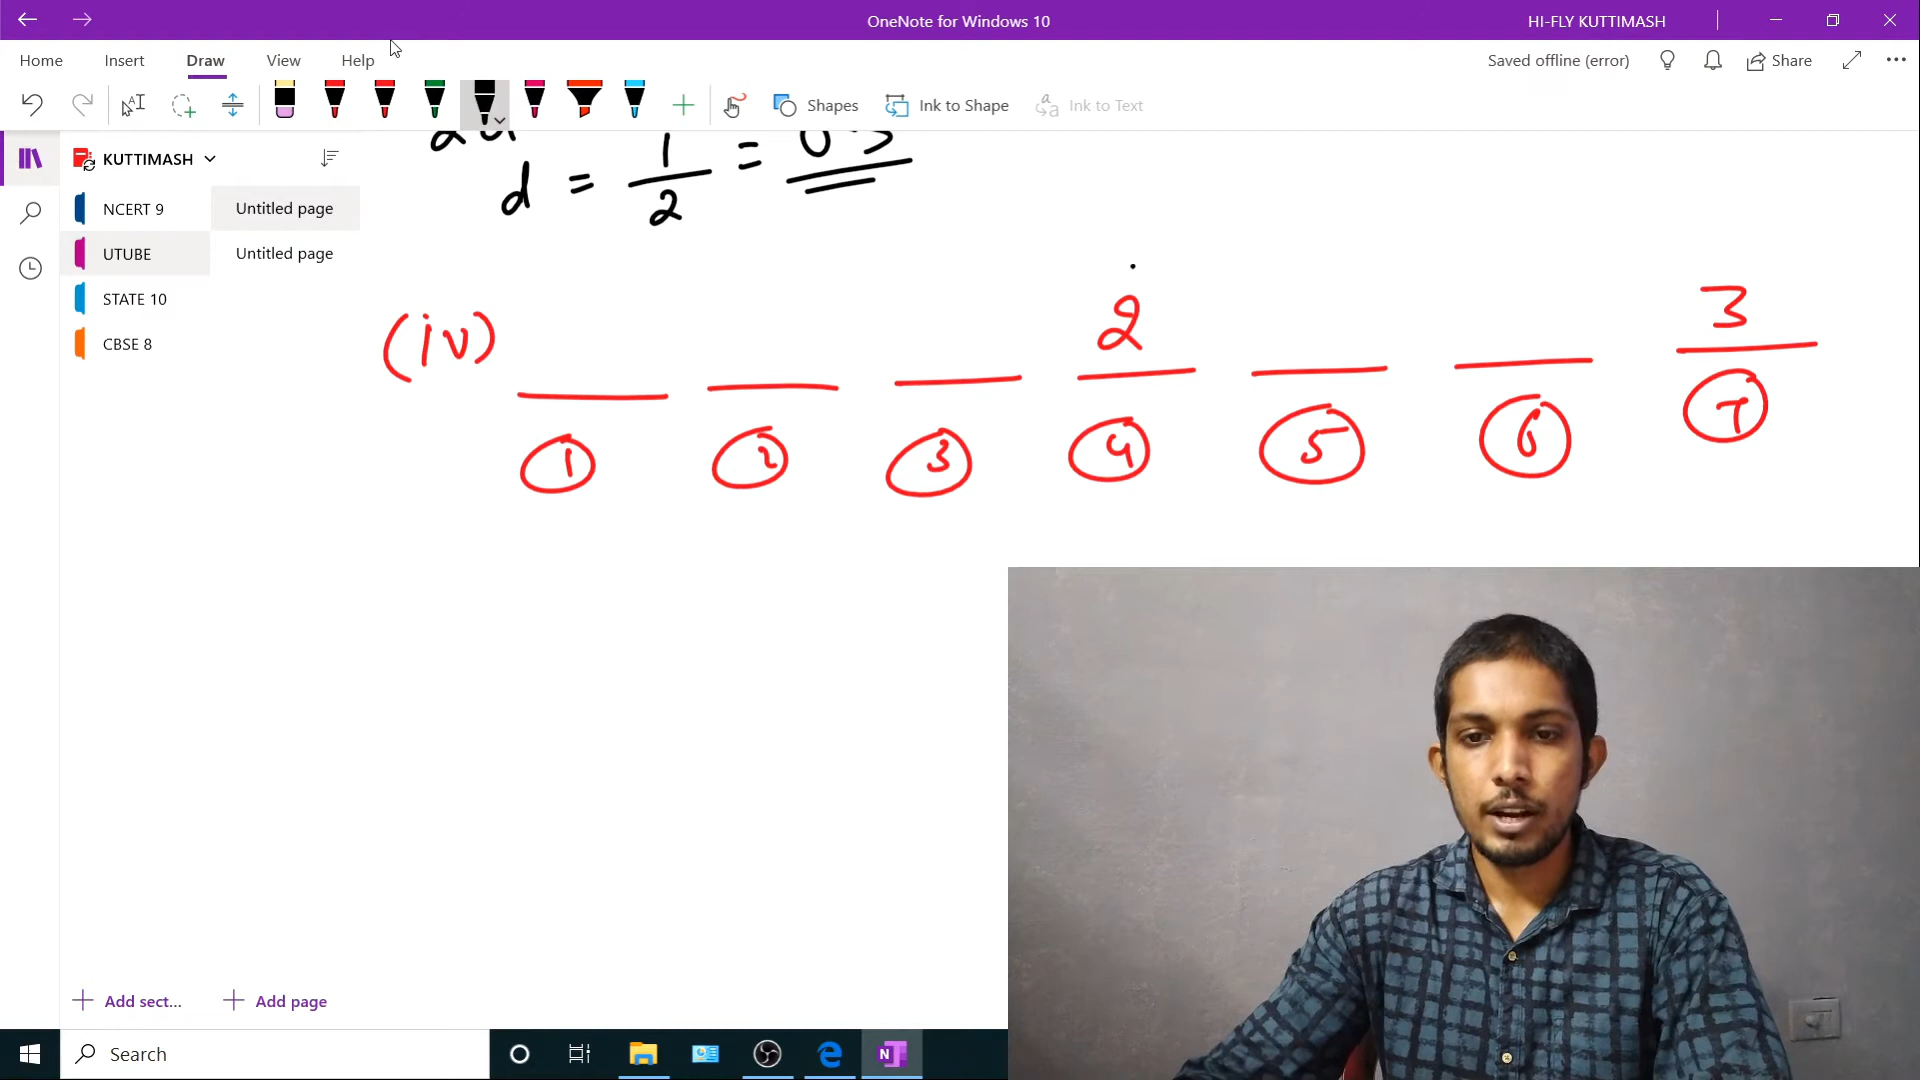 OneNote for Windows 10
HI-FLY KUTTIMASH
Home Insert Draw View Help
Saved offline (error) Share
Shapes Ink to Shape Ink to Text
KUTTIMASH
NCERT 9 Untitled page
UTUBE Untitled page
STATE 10
CBSE 8
d = 1/2 =
(iv) 2 3
1 2 3 4 5 6 7
Add sect... Add page
Search